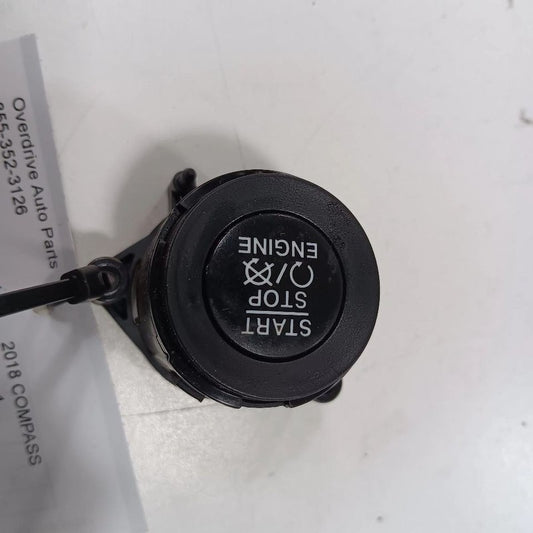 START
STOP
ENGINE
Overdrive Auto Parts
855-352-3126
2018 COMPASS